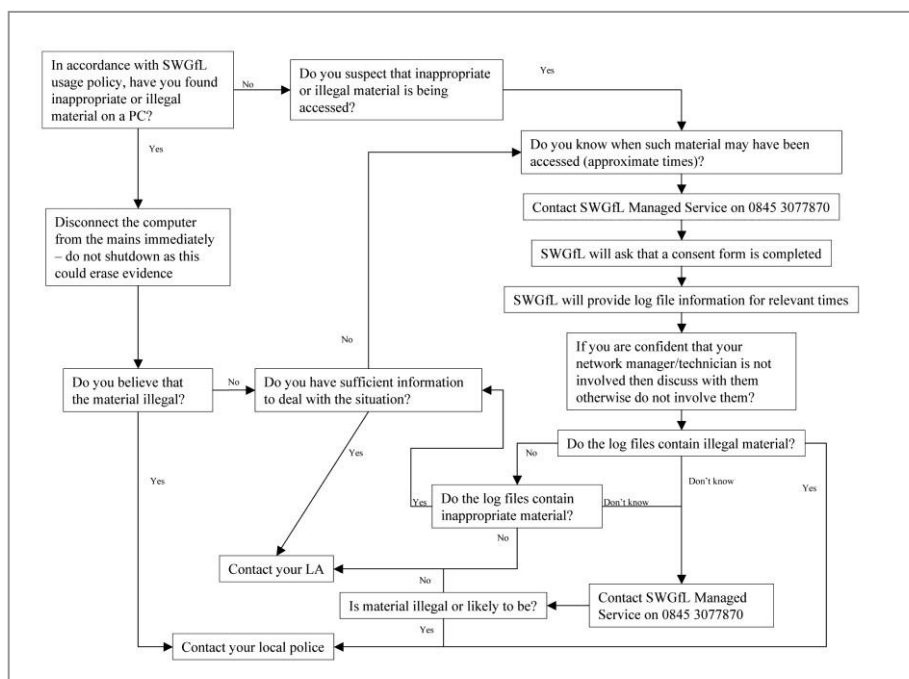 In accordance with SWGfL
usage policy, have you found
inappropriate or illegal
material on a PC?
No
Do you suspect that inappropriate
or illegal material is being
accessed?
Yes
Yes
Do you know when such material may have been
accessed (approximate times)?
Disconnect the computer
from the mains immediately
– do not shutdown as this
could erase evidence
Contact SWGfL Managed Service on 0845 3077870
SWGfL will ask that a consent form is completed
SWGfL will provide log file information for relevant times
No
If you are confident that your
network manager/technician is
not involved then discuss with them
otherwise do not involve them?
Do you believe that
the material illegal?
No
Do you have sufficient information
to deal with the situation?
Do the log files contain illegal material?
Yes
Yes
No
Don't know
Yes
Yes
Do the log files contain
inappropriate material?
Don't know
No
Contact your LA
No
Is material illegal or likely to be?
Contact SWGfL Managed
Service on 0845 3077870
Yes
Contact your local police